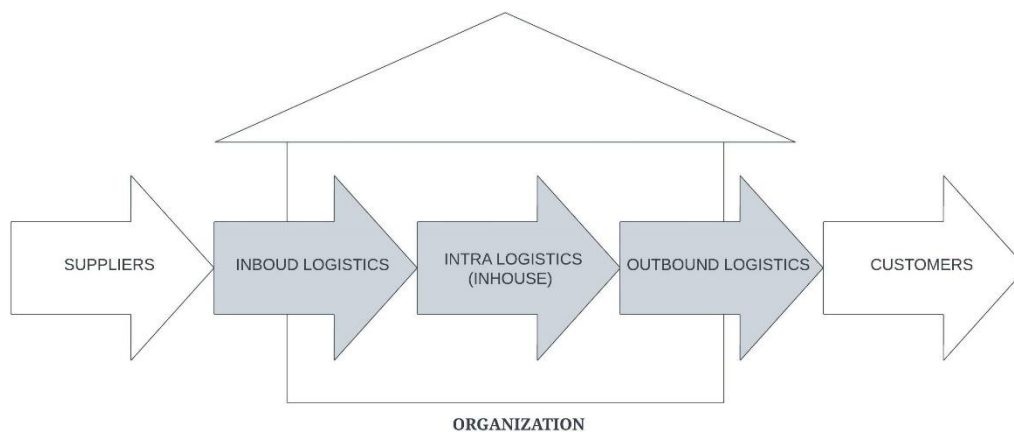 SUPPLIERS
INBOUD LOGISTICS
INTRA LOGISTICS
(INHOUSE)
OUTBOUND LOGISTICS
CUSTOMERS
ORGANIZATION